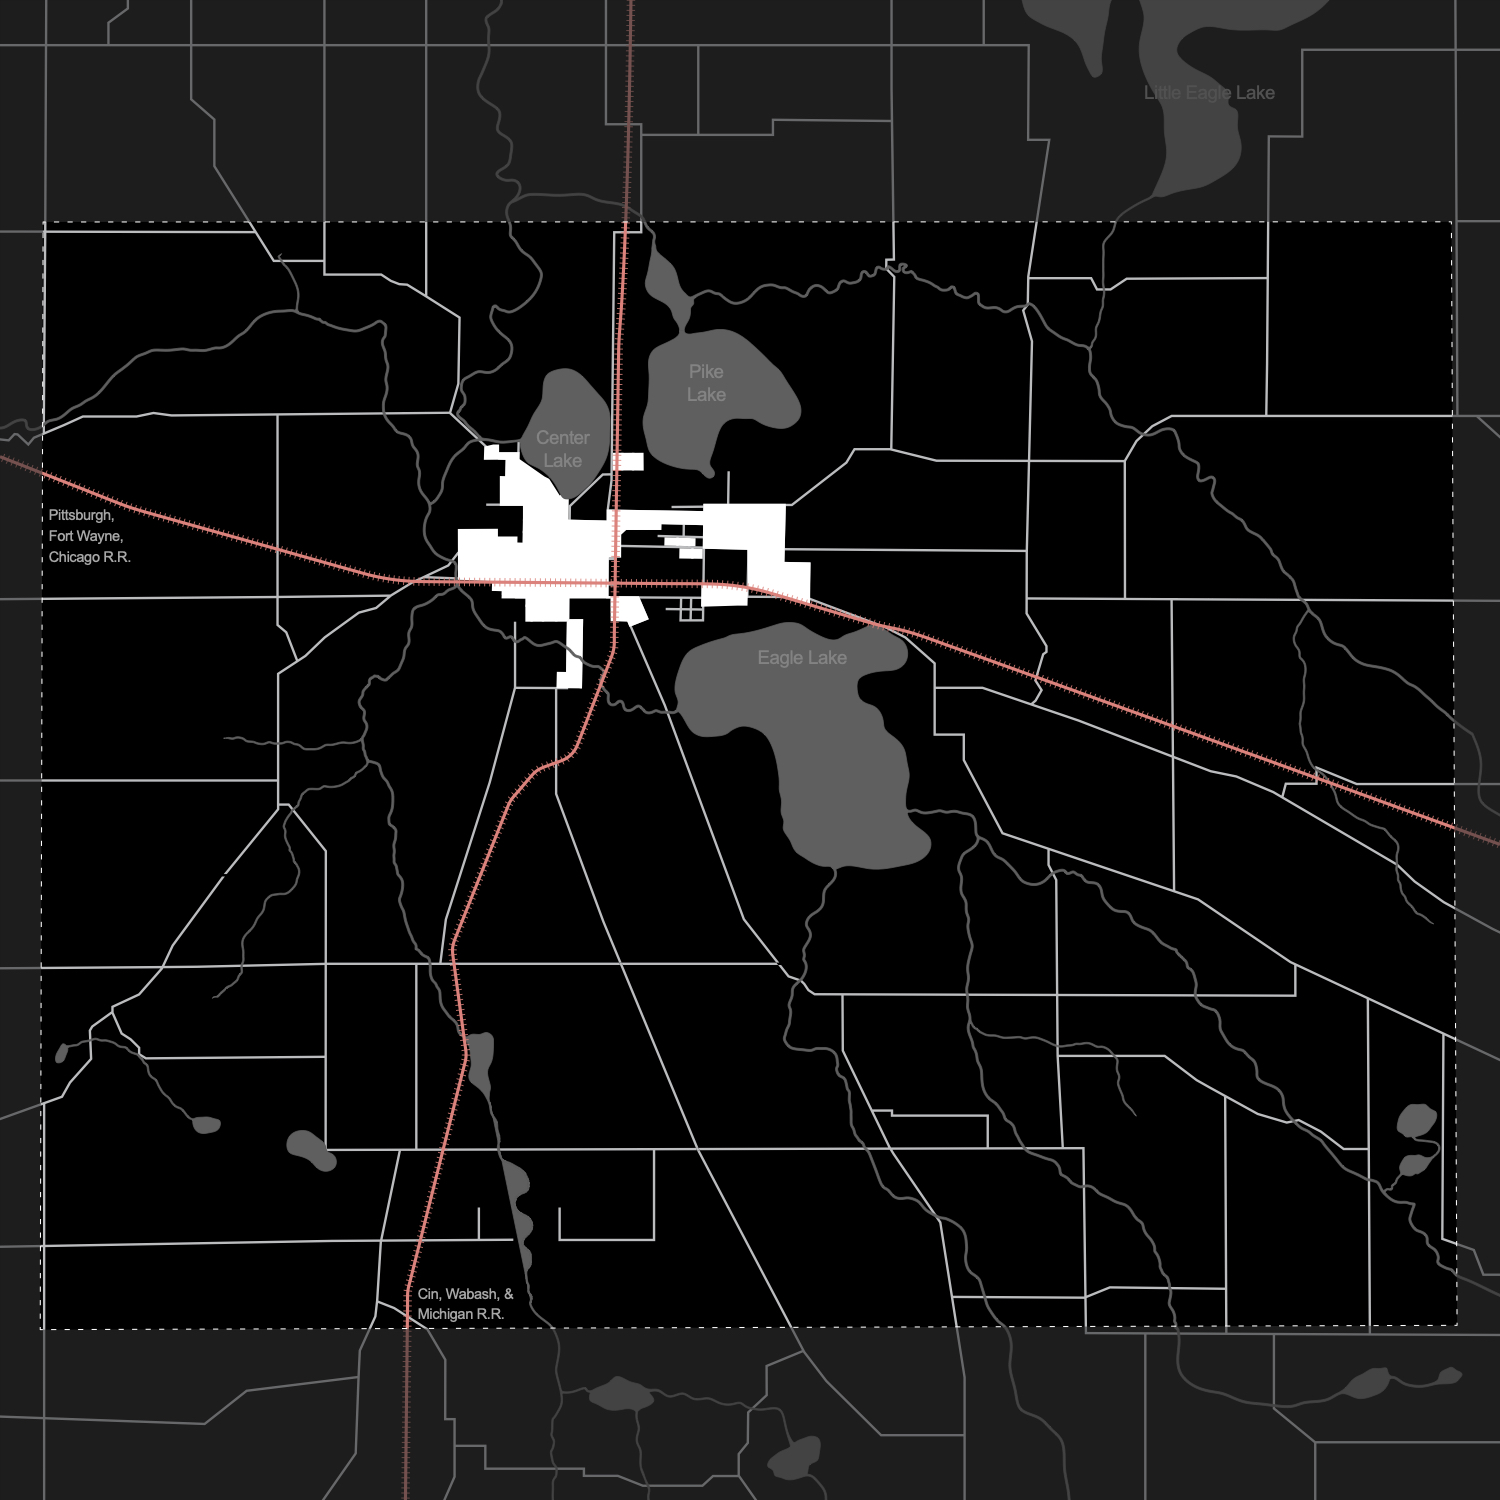 Little Eagle Lake
Pike
Lake
Center
Lake
Pittsburgh,
Fort Wayne,
Chicago R.R.
Eagle Lake
Cin, Wabash, &
Michigan R.R.